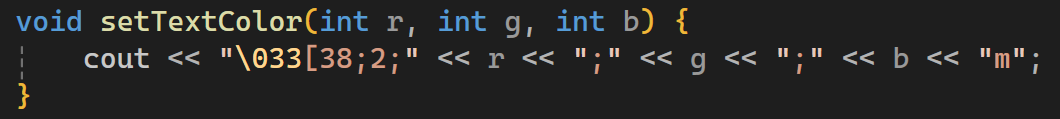 void setTextColor(int r, int g, int b) {
    cout << "\033[38;2;" << r << ";" << g << ";" << b << "m";
}